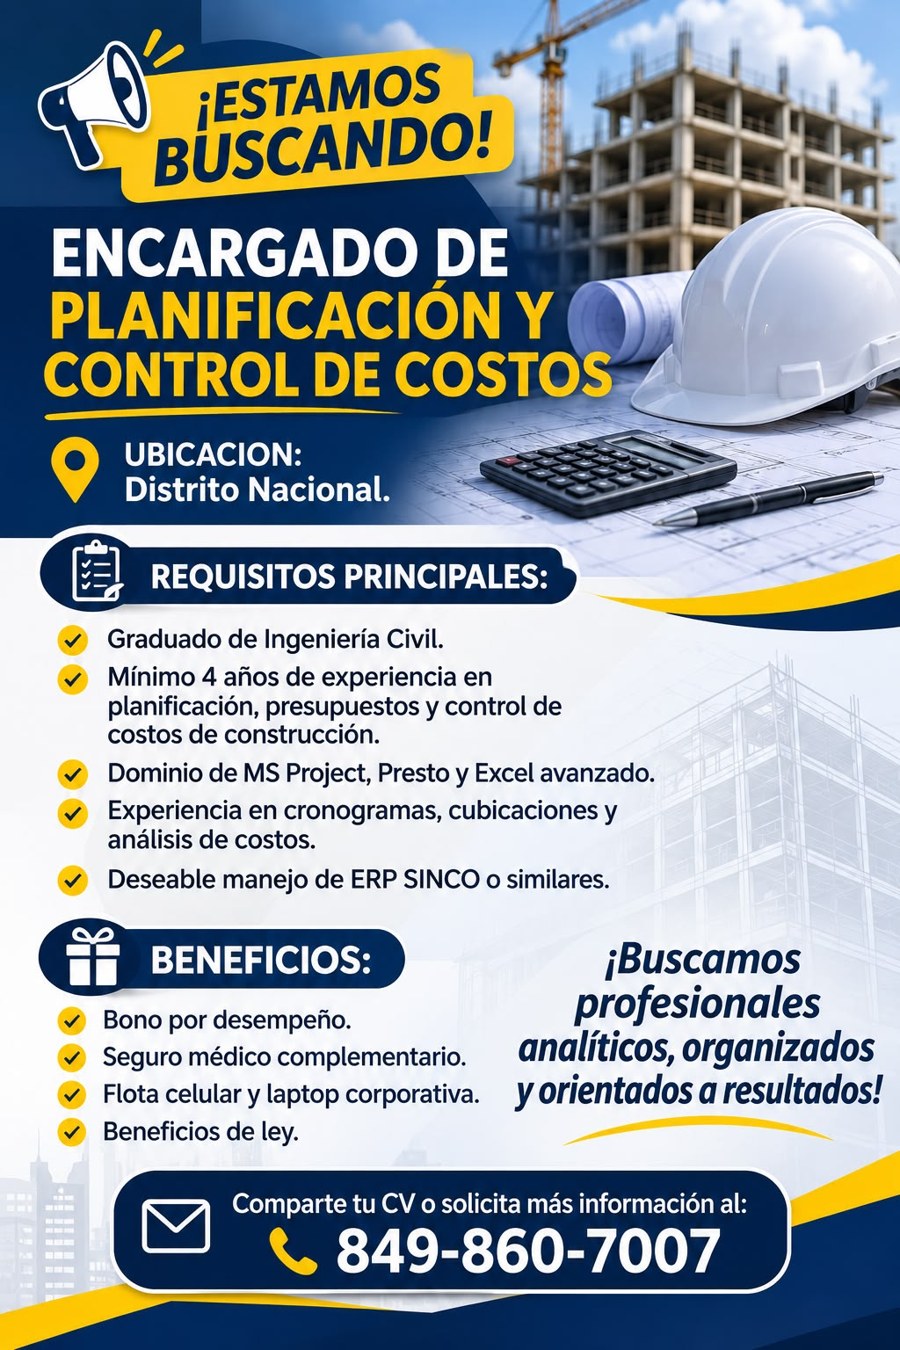 ¡ESTAMOS
BUSCANDO!
ENCARGADO DE
PLANIFICACIÓN Y
CONTROL DE COSTOS
UBICACION:
Distrito Nacional.
REQUISITOS PRINCIPALES:
Graduado de Ingeniería Civil.
Mínimo 4 años de experiencia en
planificación, presupuestos y control de
costos de construcción.
Dominio de MS Project, Presto y Excel avanzado.
Experiencia en cronogramas, cubicaciones y
análisis de costos.
Deseable manejo de ERP SINCO o similares.
BENEFICIOS:
Bono por desempeño.
Seguro médico complementario.
Flota celular y laptop corporativa.
Beneficios de ley.
¡Buscamos
profesionales
analíticos, organizados
y orientados a resultados!
Comparte tu CV o solicita más información al:
849-860-7007